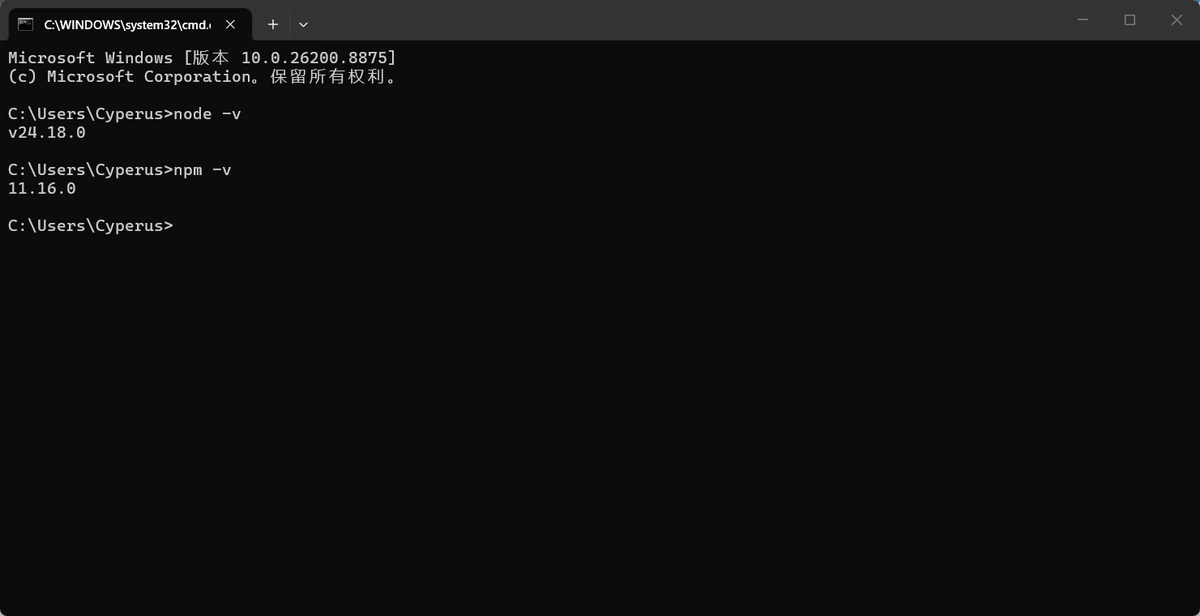 C:\WINDOWS\system32\cmd.
Microsoft Windows [版本 10.0.26200.8875]
(c) Microsoft Corporation。保留所有权利。
C:\Users\Cyperus>node -v
v24.18.0
C:\Users\Cyperus>npm -v
11.16.0
C:\Users\Cyperus>